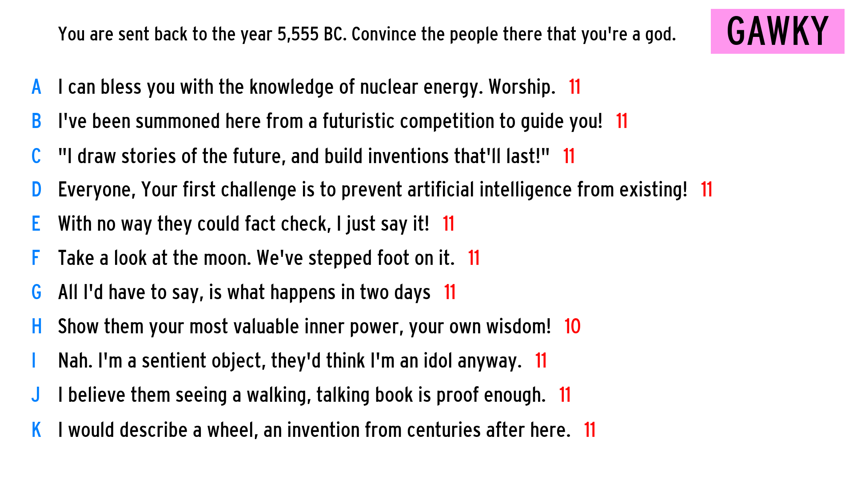 You are sent back to the year 5,555 BC. Convince the people there that you're a god.
GAWKY
A I can bless you with the knowledge of nuclear energy. Worship. 11
B I've been summoned here from a futuristic competition to guide you! 11
C "I draw stories of the future, and build inventions that'll last!" 11
D Everyone, Your first challenge is to prevent artificial intelligence from existing! 11
E With no way they could fact check, I just say it! 11
F Take a look at the moon. We've stepped foot on it. 11
G All I'd have to say, is what happens in two days 11
H Show them your most valuable inner power, your own wisdom! 10
I Nah. I'm a sentient object, they'd think I'm an idol anyway. 11
J I believe them seeing a walking, talking book is proof enough. 11
K I would describe a wheel, an invention from centuries after here. 11